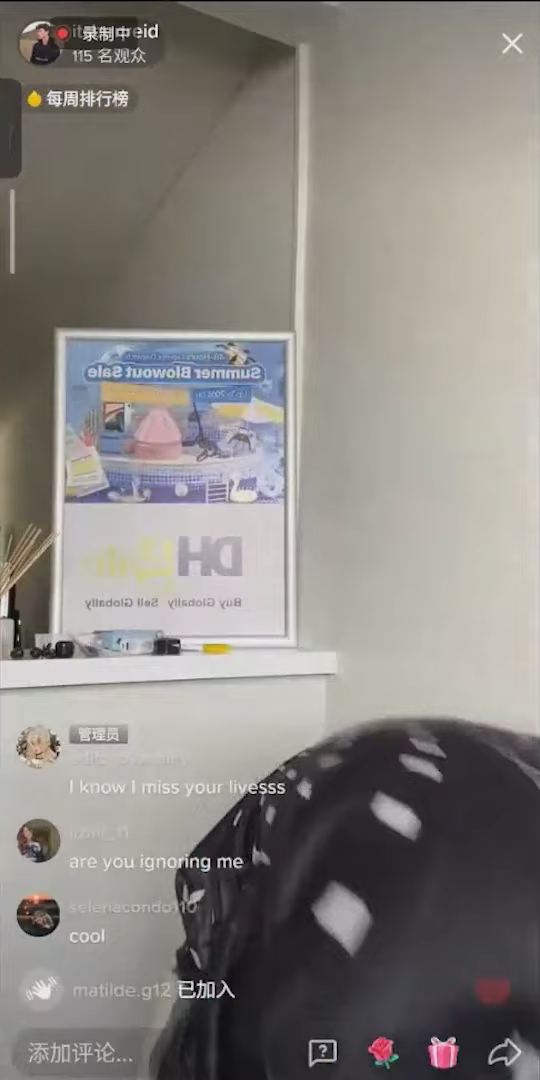 录制中
115 名观众
每周排行榜
Summer Blowout Sale
DH
Buy Globally Sell Globally
管理员
I know I miss your livesss
are you ignoring me
selenacondo110
cool
matilde.g12 已加入
添加评论...